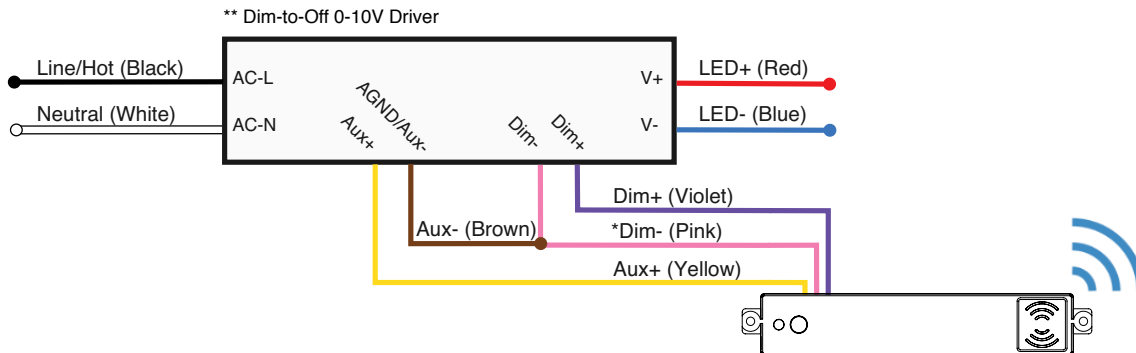 ** Dim-to-Off 0-10V Driver
Line/Hot (Black)
AC-L
V+
LED+ (Red)
Neutral (White)
AC-N
V-
LED- (Blue)
Aux+
AGND/Aux-
Dim-
Dim+
Dim+ (Violet)
Aux- (Brown)
*Dim- (Pink)
Aux+ (Yellow)